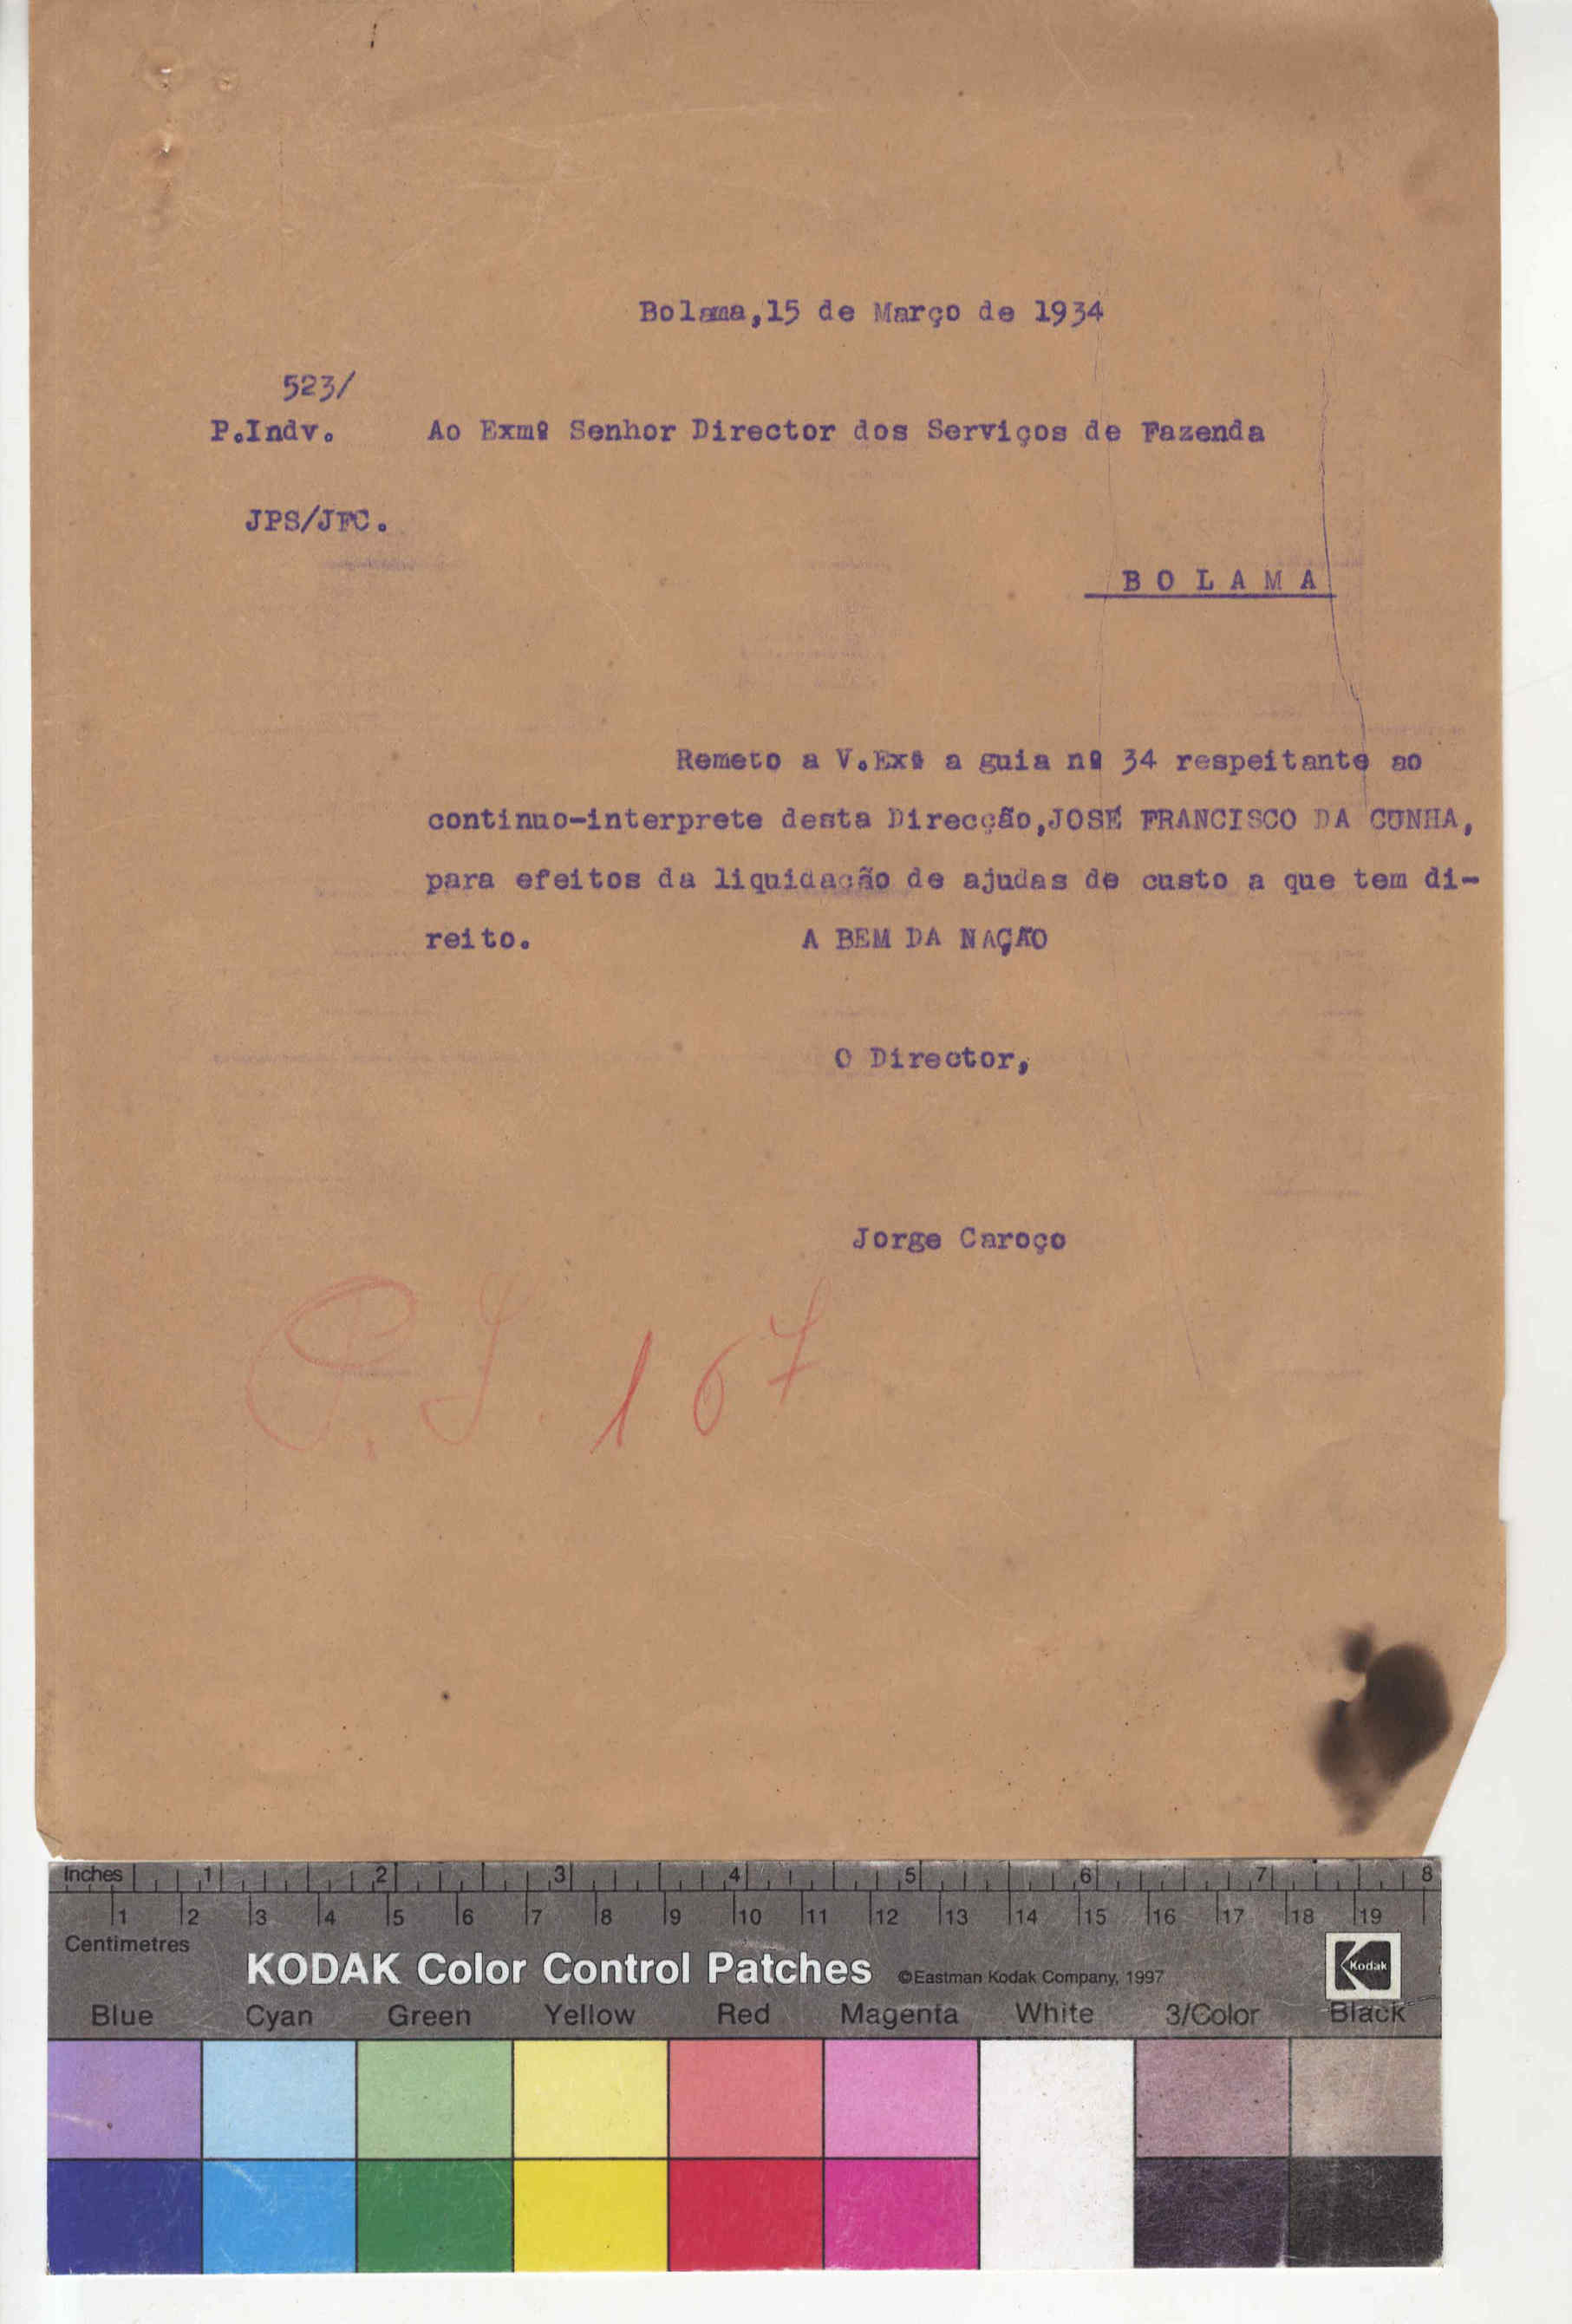 Bolama,15 de Março de 1934
523/
P.Indv. Ao Exmº Senhor Director dos Serviços de Fazenda
JPS/JFC.
B O L A M A
Remeto a V.Exª a guia nº 34 respeitante ao
continuo-interprete desta Direcção,JOSÉ FRANCISCO DA CUNHA,
para efeitos da liquidação de ajudas de custo a que tem di-
reito. A BEM DA NAÇÃO
O Director,
Jorge Caroço
P. I. 167
Inches 1 2 3 4 5 6 7 8
1 2 3 4 5 6 7 8 9 10 11 12 13 14 15 16 17 18 19
Centimetres
KODAK Color Control Patches ©Eastman Kodak Company, 1997 Kodak
Blue Cyan Green Yellow Red Magenta White 3/Color Black